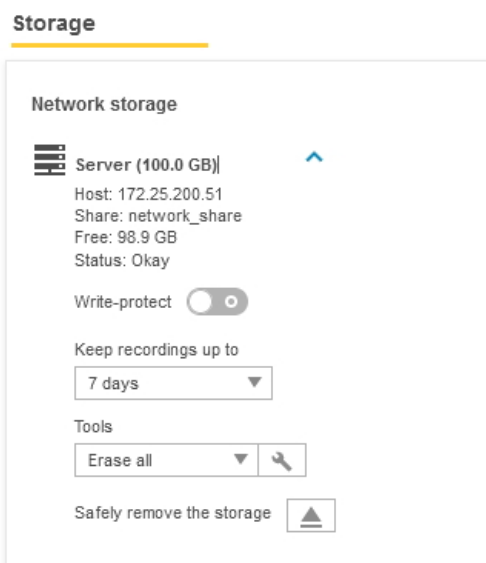 Storage
Network storage
Server (100.0 GB)
Host: 172.25.200.51
Share: network_share
Free: 98.9 GB
Status: Okay
Write-protect
Keep recordings up to
7 days
Tools
Erase all
Safely remove the storage